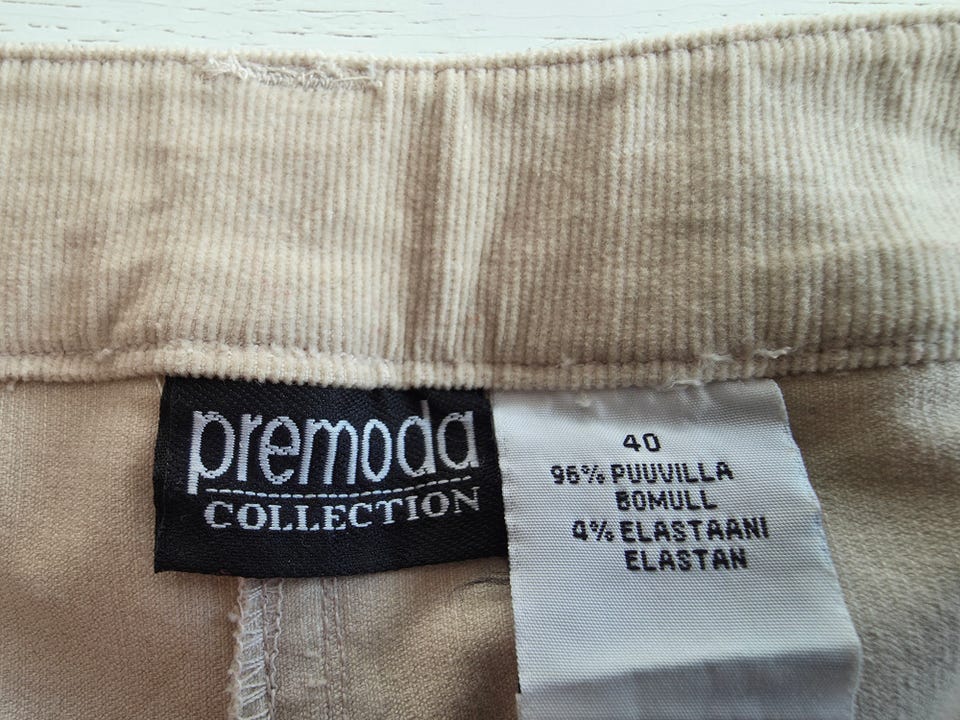 premoda
COLLECTION
40
96% PUUVILLA
BOMULL
4% ELASTAANI
ELASTAN